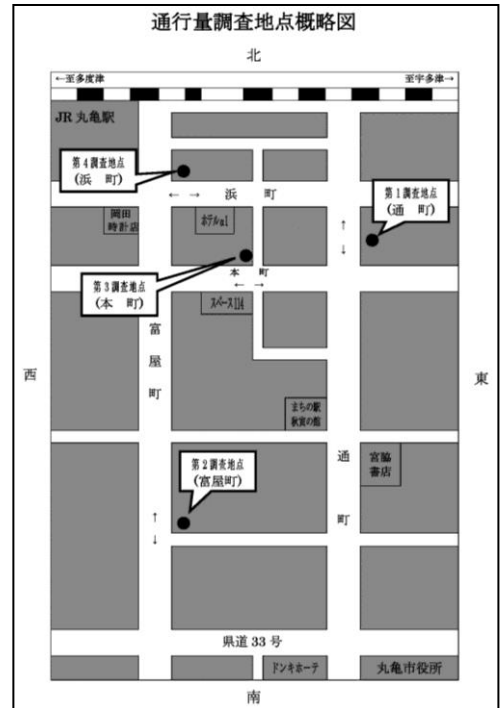 通行量調査地点概略図
北
←至多度津
至宇多津→
JR 丸亀駅
第4調査地点
(浜 町)
← → 浜 町
第1調査地点
(通 町)
↑
↓
岡田
時計店
ホテルα1
第3調査地点
(本 町)
本 町
← →
スペース114
富
屋
町
西
東
まちの駅
秋寅の館
第2調査地点
(富屋町)
通
町
宮脇
書店
↑
↓
県道 33 号
ドンキホーテ
丸亀市役所
南